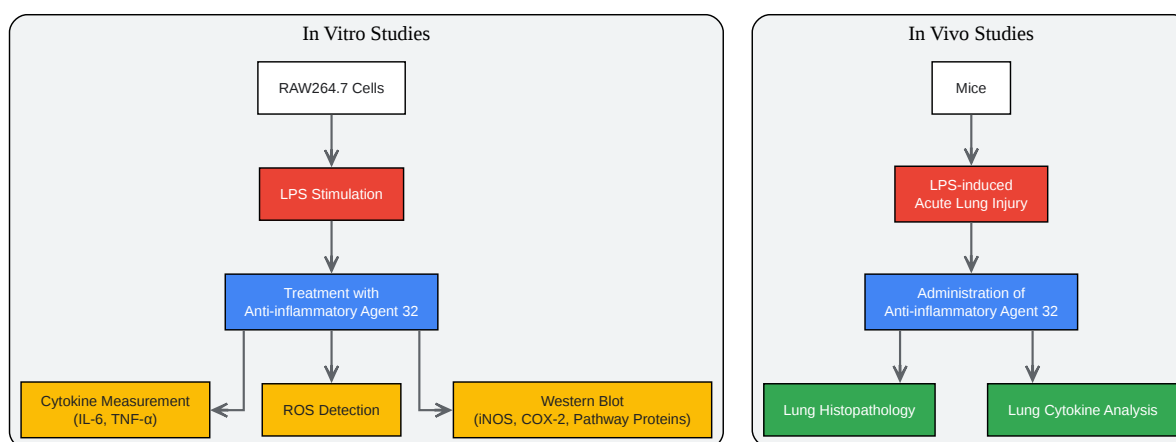 In Vitro Studies
RAW264.7 Cells
LPS Stimulation
Treatment with
Anti-inflammatory Agent 32
Cytokine Measurement
(IL-6, TNF-α)
ROS Detection
Western Blot
(iNOS, COX-2, Pathway Proteins)
In Vivo Studies
Mice
LPS-induced
Acute Lung Injury
Administration of
Anti-inflammatory Agent 32
Lung Histopathology
Lung Cytokine Analysis